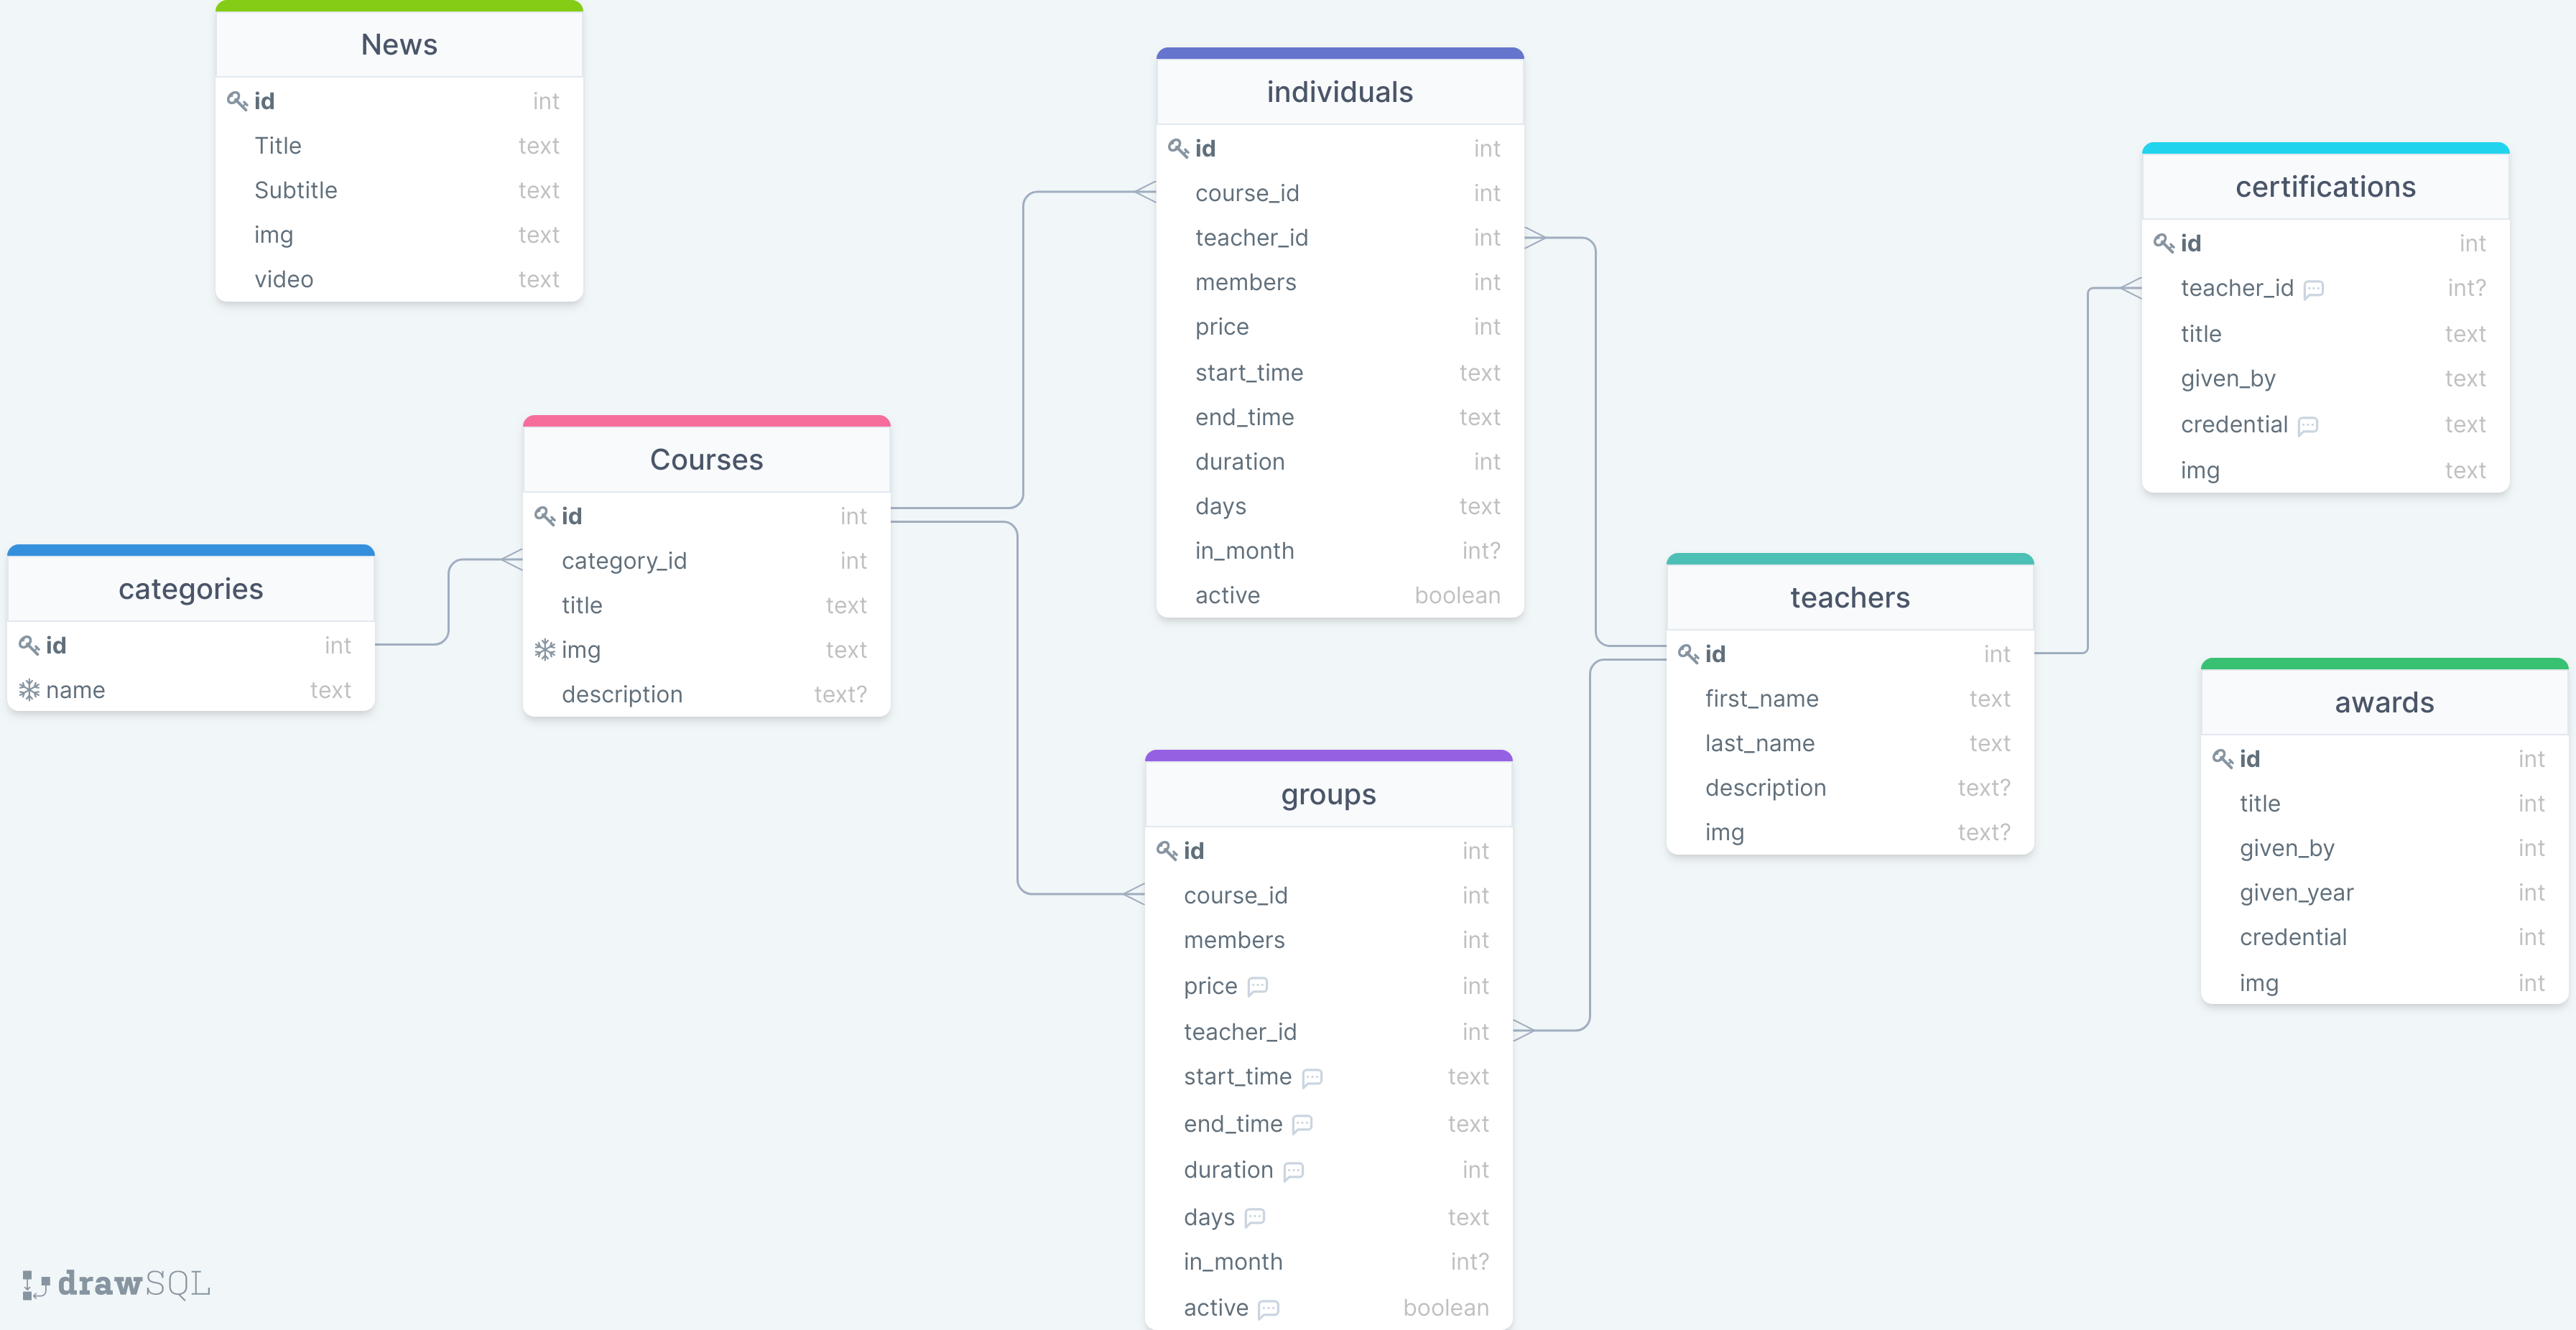 News
id int
Title text
Subtitle text
img text
video text
individuals
id int
course_id int
teacher_id int
members int
price int
start_time text
end_time text
duration int
days text
in_month int?
active boolean
certifications
id int
teacher_id int?
title text
given_by text
credential text
img text
Courses
id int
category_id int
title text
img text
description text?
categories
id int
name text
teachers
id int
first_name text
last_name text
description text?
img text?
awards
id int
title int
given_by int
given_year int
credential int
img int
groups
id int
course_id int
members int
price int
teacher_id int
start_time text
end_time text
duration int
days text
in_month int?
active boolean
drawSQL